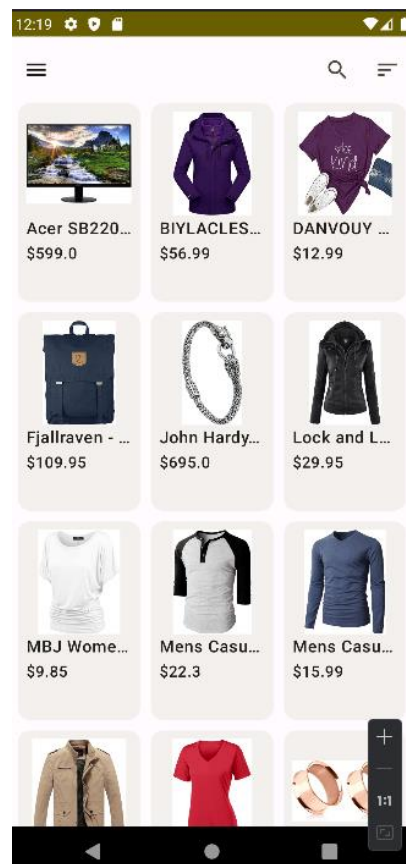 12:19
Acer SB220... BIYLACLES... DANVOUY ...
$599.0 $56.99 $12.99
Fjallraven - ... John Hardy... Lock and L...
$109.95 $695.0 $29.95
MBJ Wome... Mens Casu... Mens Casu...
$9.85 $22.3 $15.99
1:1